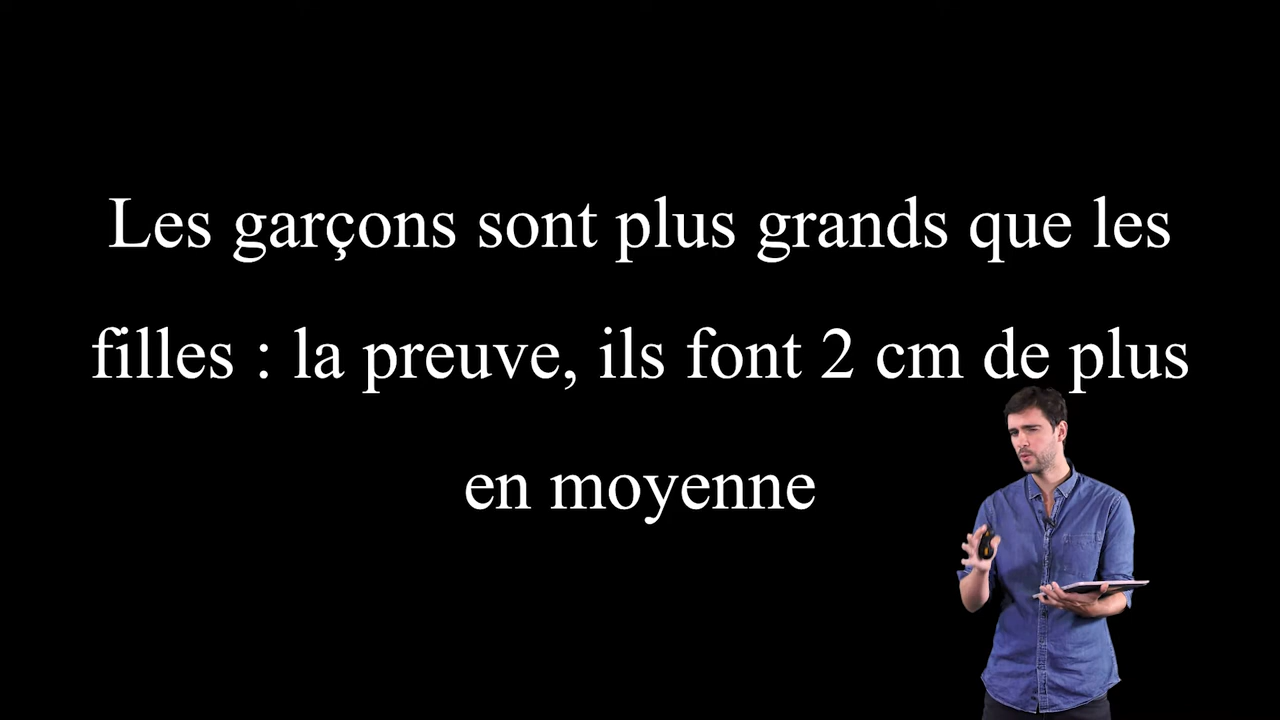 Les garçons sont plus grands que les
filles : la preuve, ils font 2 cm de plus
en moyenne